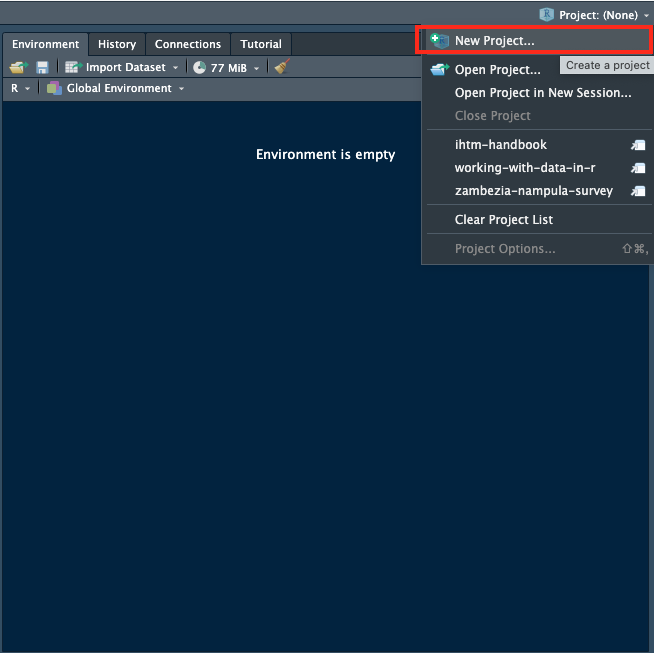 Project: (None)
Environment History Connections Tutorial
New Project...
Import Dataset 77 MiB
Open Project...
Create a project
R Global Environment
Open Project in New Session...
Close Project
Environment is empty
ihtm-handbook
working-with-data-in-r
zambezia-nampula-survey
Clear Project List
Project Options... ⇧⌘,